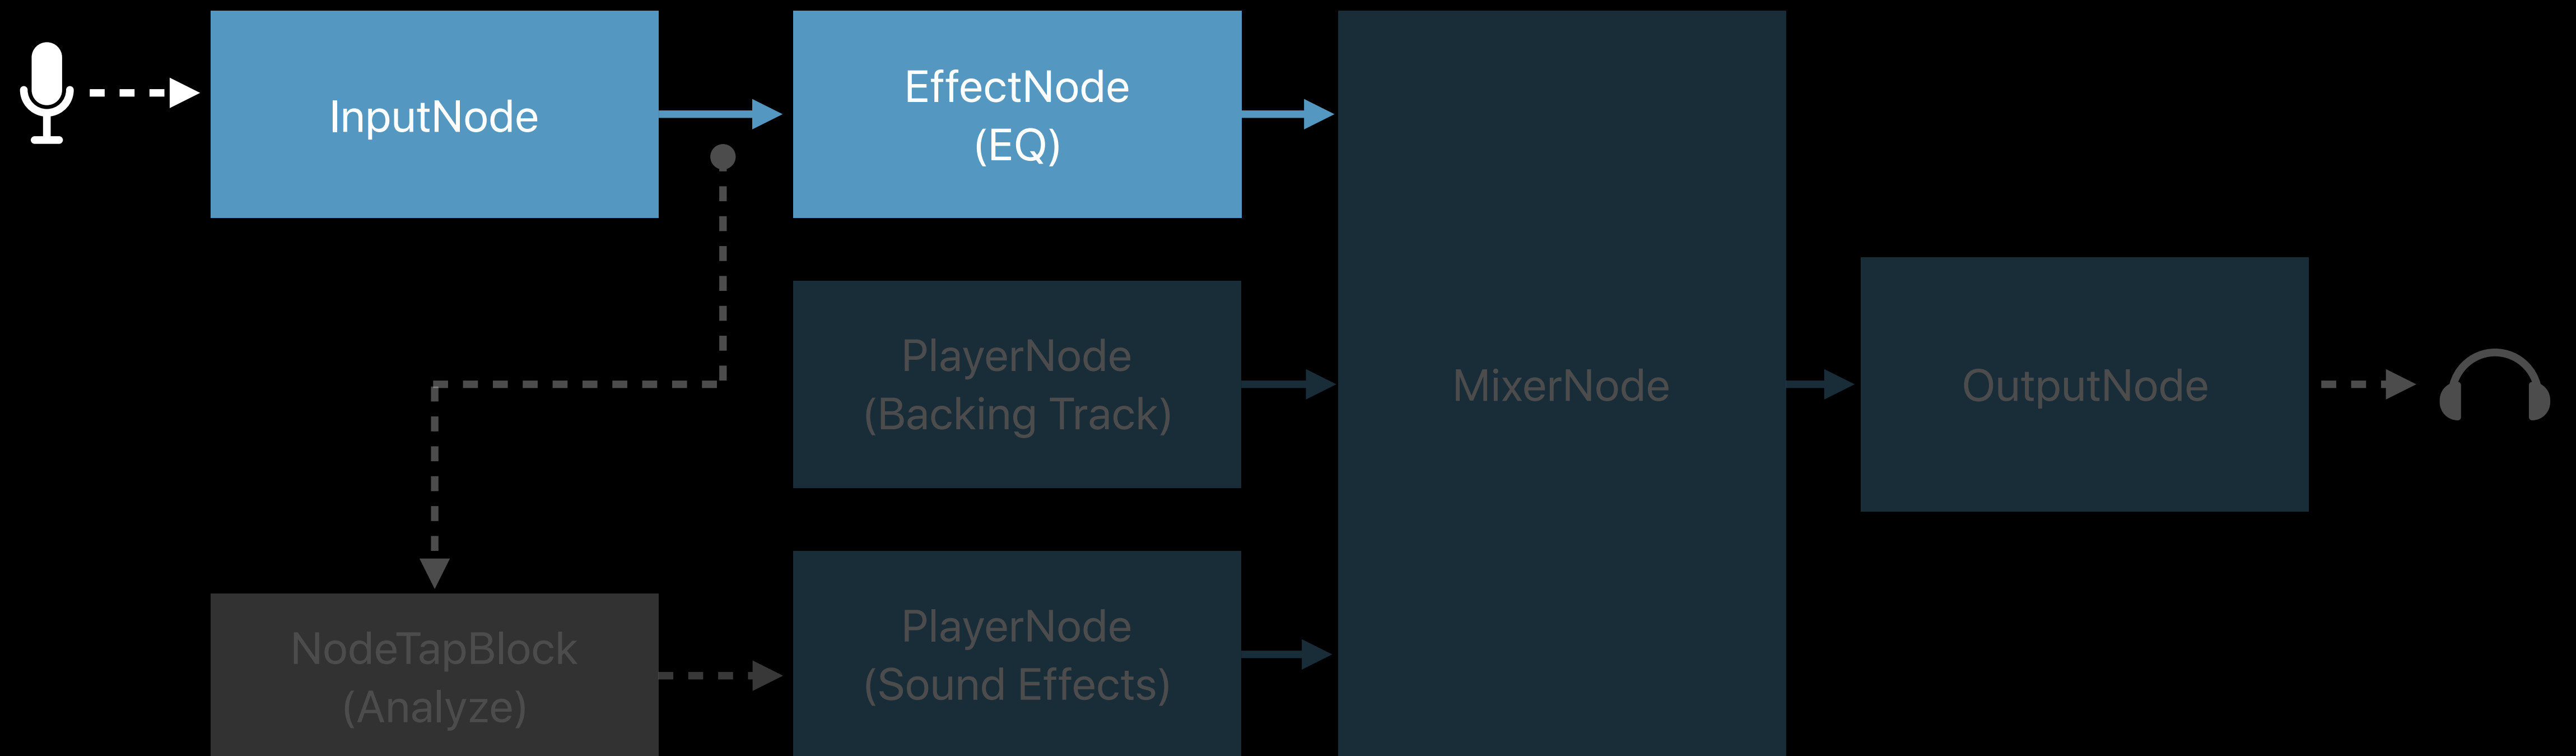 InputNode
EffectNode
(EQ)
PlayerNode
(Backing Track)
MixerNode
OutputNode
NodeTapBlock
(Analyze)
PlayerNode
(Sound Effects)